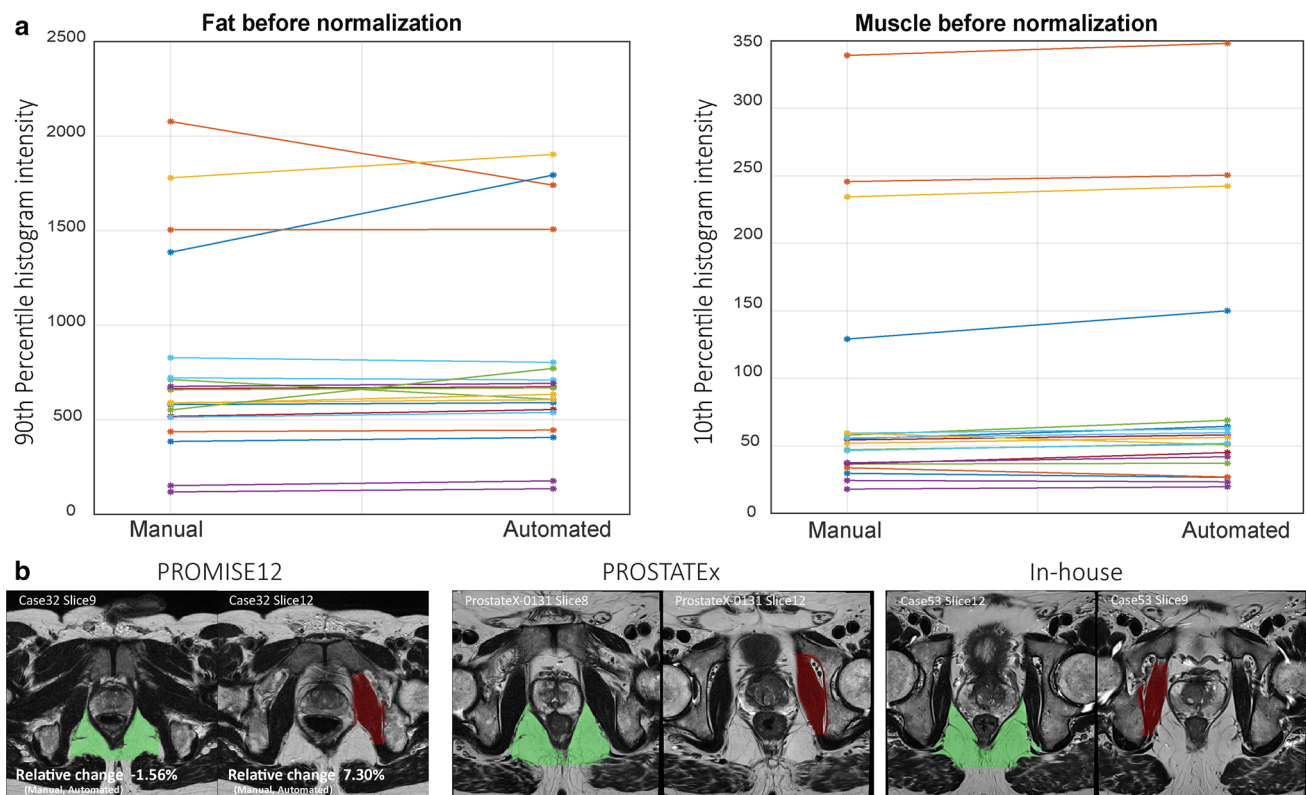 a
Fat before normalization
Muscle before normalization
90th Percentile histogram intensity
2500
2000
1500
1000
500
0
Manual
Automated
10th Percentile histogram intensity
350
300
250
200
150
100
50
0
Manual
Automated
b
PROMISE12
PROSTATEx
In-house
Case32 Slice9
Case32 Slice12
ProstateX-0131 Slice8
ProstateX-0131 Slice12
Case53 Slice12
Case53 Slice9
Relative change -1.56%
(Manual, Automated)
Relative change 7.30%
(Manual, Automated)